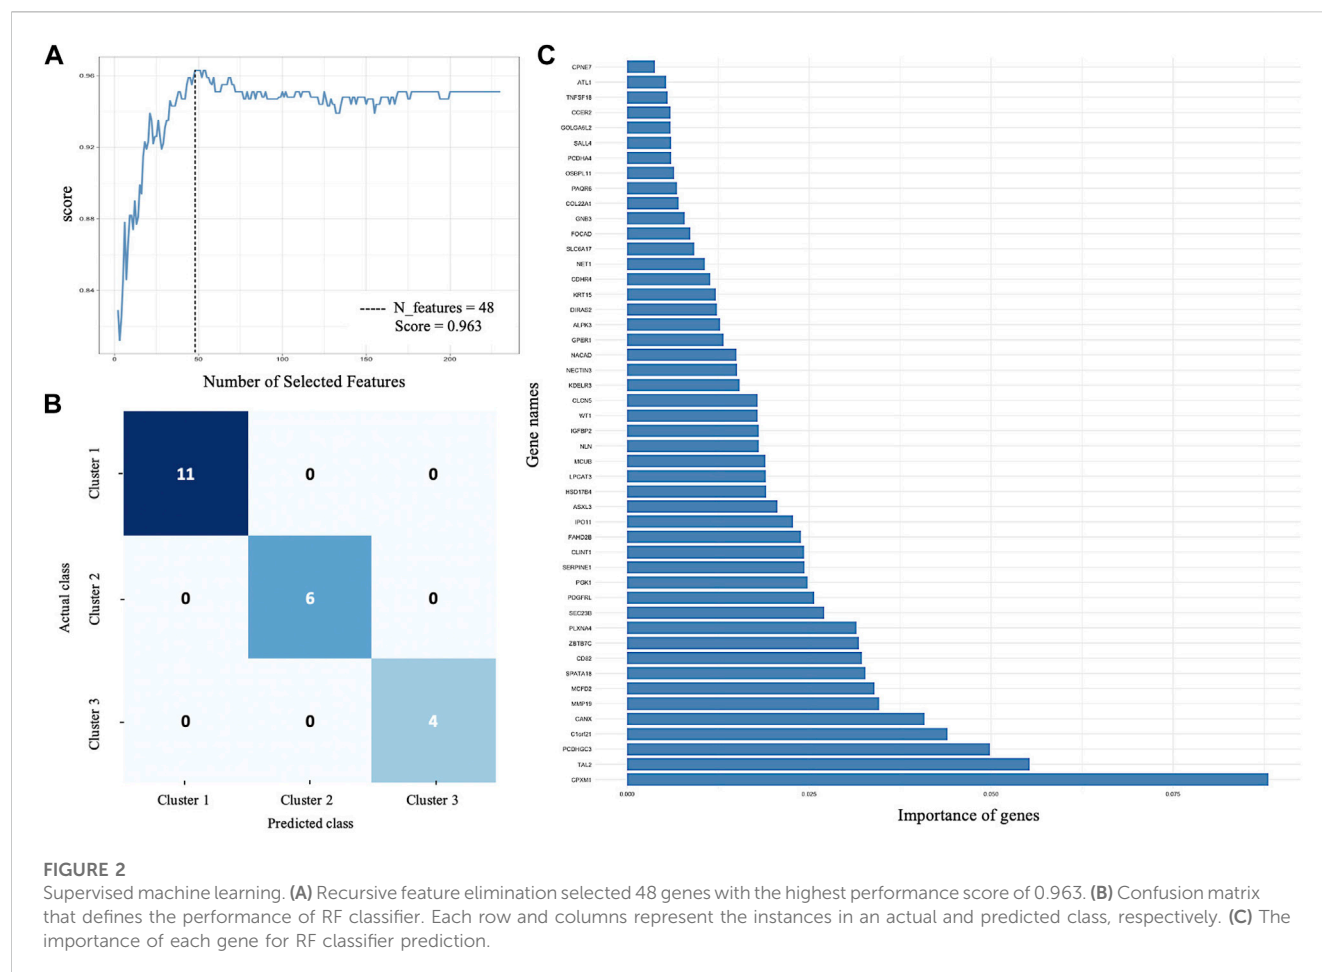 A
0.96
0.92
0.88
0.84
score
0
50
100
150
200
N_features = 48
Score = 0.963
Number of Selected Features
B
Actual class
Cluster 1
Cluster 2
Cluster 3
11
0
0
0
6
0
0
0
4
Cluster 1
Cluster 2
Cluster 3
Predicted class
C
Gene names
CPNE7
ATL1
TNFSF18
CCER2
GOLGA6L2
SALL4
PCDHA4
OSBPL11
PAQR6
COL22A1
GNB3
FOCAD
SLC6A17
NET1
CDHR4
KRT15
DIRAS2
ALPK3
GPER1
NACAD
NECTIN3
KDELR3
CLCN5
WT1
IGFBP2
NLN
MCUB
LPCAT3
HSD17B4
ASXL3
IPO11
FAHD2B
CLINT1
SERPINE1
PGK1
PDGFRL
SEC23B
PLXNA4
ZBTB7C
CD82
SPATA18
MCFD2
MMP19
CANX
C1orf21
PCDHGC3
TAL2
CPXM1
0.000
0.025
0.050
0.075
Importance of genes
FIGURE 2
Supervised machine learning. (A) Recursive feature elimination selected 48 genes with the highest performance score of 0.963. (B) Confusion matrix
that defines the performance of RF classifier. Each row and columns represent the instances in an actual and predicted class, respectively. (C) The
importance of each gene for RF classifier prediction.